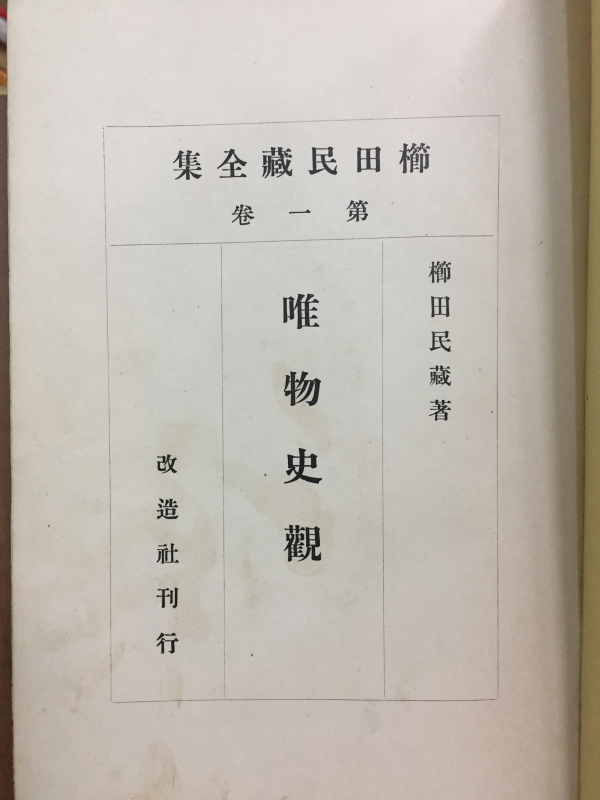 櫛田民藏全集
第一卷
櫛田民藏著
唯物史觀
改造社刊行